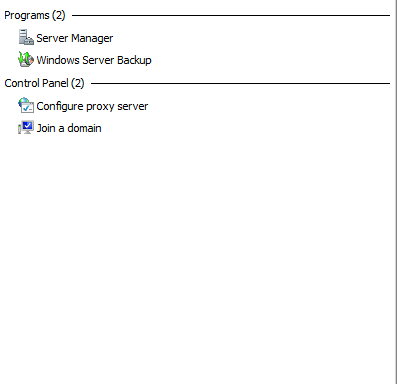 Programs (2)
Server Manager
Windows Server Backup
Control Panel (2)
Configure proxy server
Join a domain